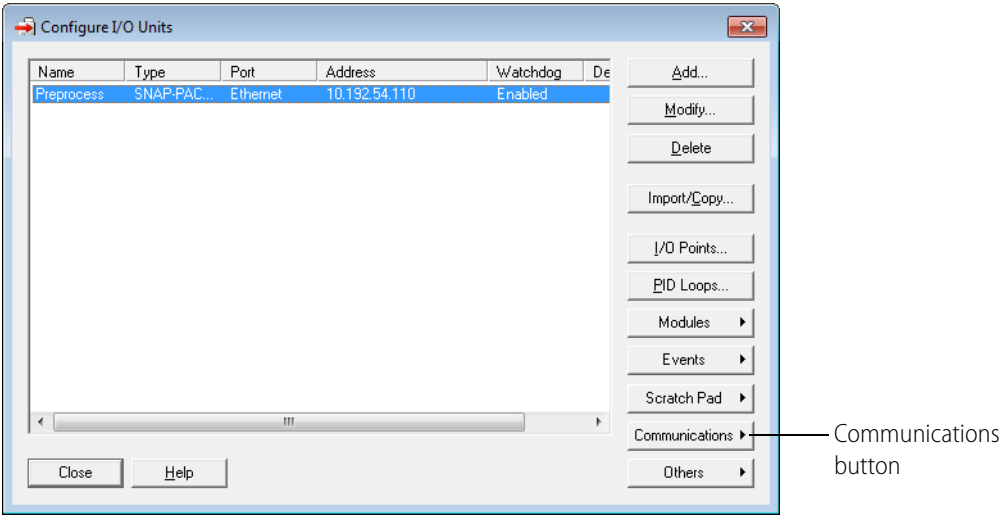 Configure I/O Units
Name Type Port Address Watchdog De
Preprocess SNAP-PAC... Ethernet 10.192.54.110 Enabled
Add...
Modify...
Delete
Import/Copy...
I/O Points...
PID Loops...
Modules
Events
Scratch Pad
Communications
Others
Close Help
Communications
button